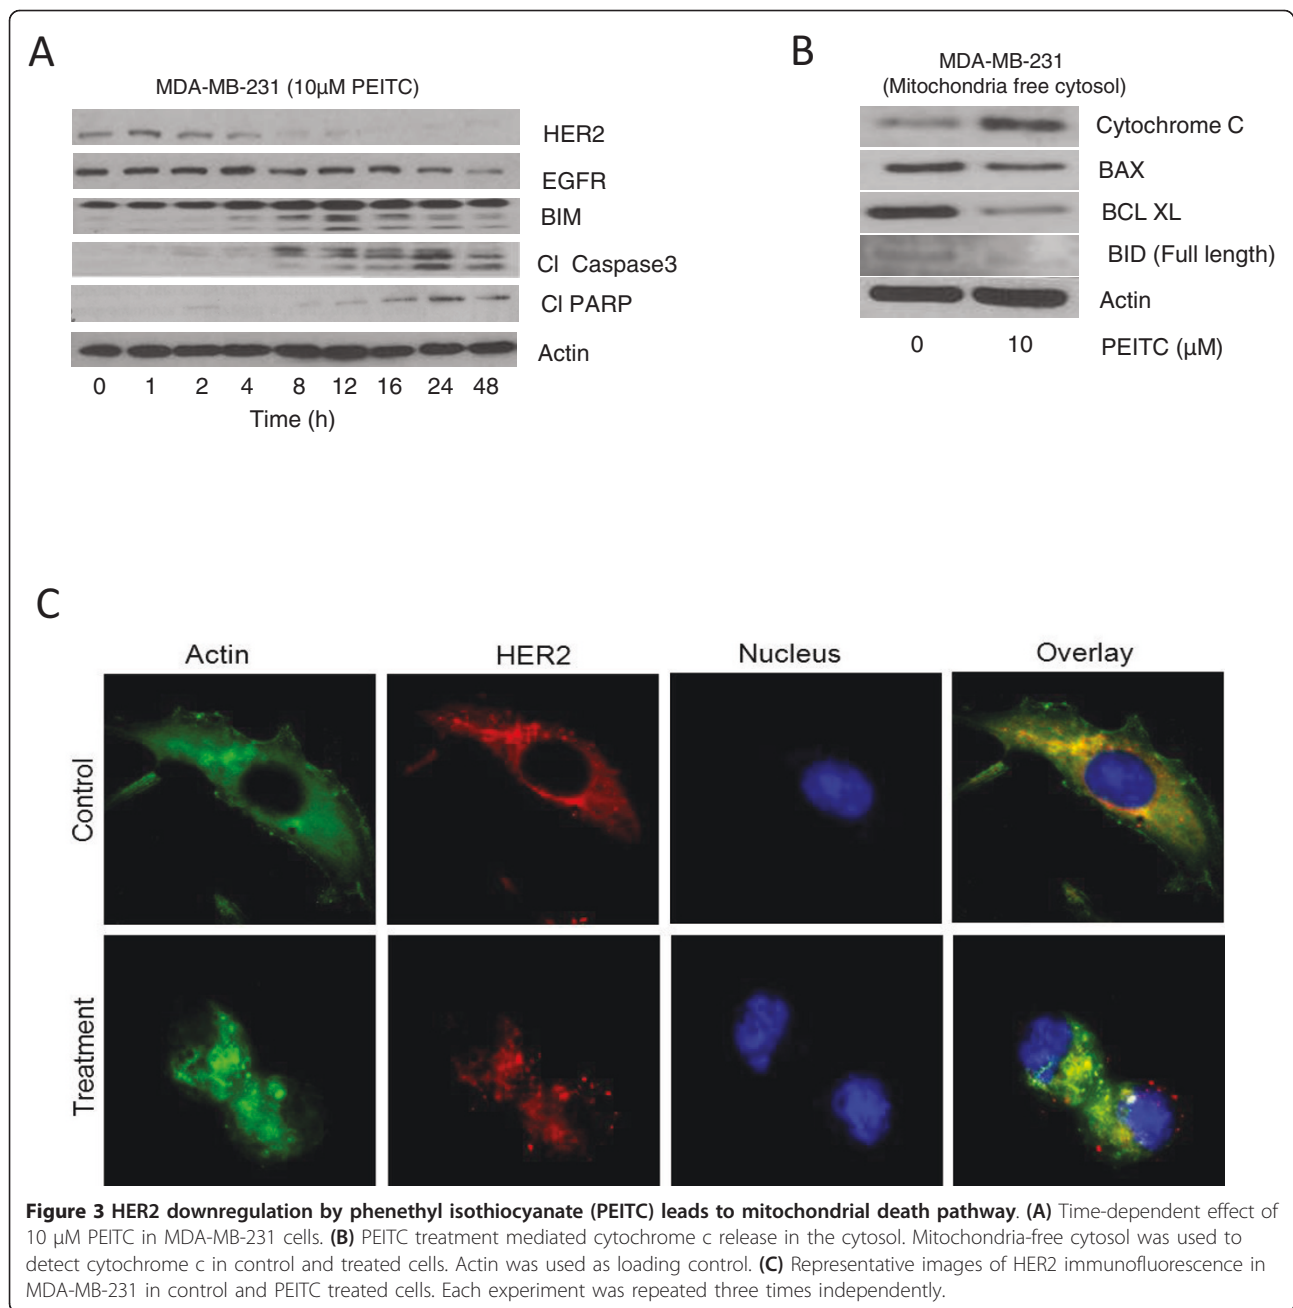 A
MDA-MB-231 (10µM PEITC)
HER2
EGFR
BIM
Cl Caspase3
Cl PARP
Actin
0 1 2 4 8 12 16 24 48
Time (h)
B
MDA-MB-231
(Mitochondria free cytosol)
Cytochrome C
BAX
BCL XL
BID (Full length)
Actin
0 10 PEITC (µM)
C
Actin HER2 Nucleus Overlay
Control
Treatment
Figure 3 HER2 downregulation by phenethyl isothiocyanate (PEITC) leads to mitochondrial death pathway. (A) Time-dependent effect of
10 µM PEITC in MDA-MB-231 cells. (B) PEITC treatment mediated cytochrome c release in the cytosol. Mitochondria-free cytosol was used to
detect cytochrome c in control and treated cells. Actin was used as loading control. (C) Representative images of HER2 immunofluorescence in
MDA-MB-231 in control and PEITC treated cells. Each experiment was repeated three times independently.